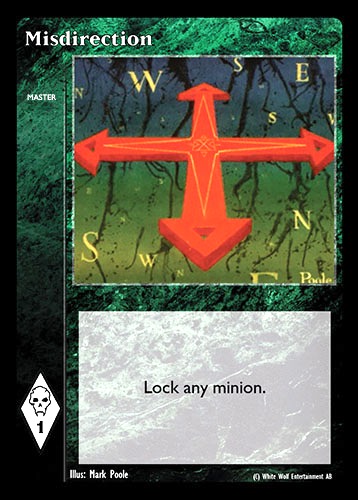 Misdirection
MASTER
W
S
E
N
S
N
S
W
E
Poole
Lock any minion.
1
Illus: Mark Poole
(C) White Wolf Entertainment AB